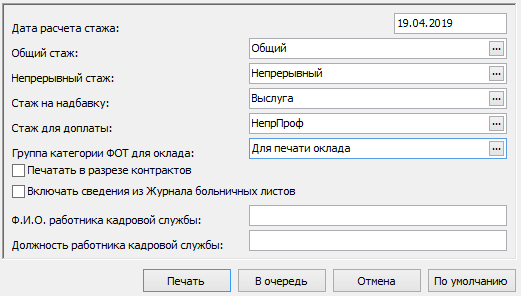 Дата расчета стажа: 19.04.2019
Общий стаж: Общий ...
Непрерывный стаж: Непрерывный ...
Стаж на надбавку: Выслуга ...
Стаж для доплаты: НепрПроф ...
Группа категории ФОТ для оклада: Для печати оклада ...
Печатать в разрезе контрактов
Включать сведения из Журнала больничных листов
Ф.И.О. работника кадровой службы:
Должность работника кадровой службы:
Печать В очередь Отмена По умолчанию